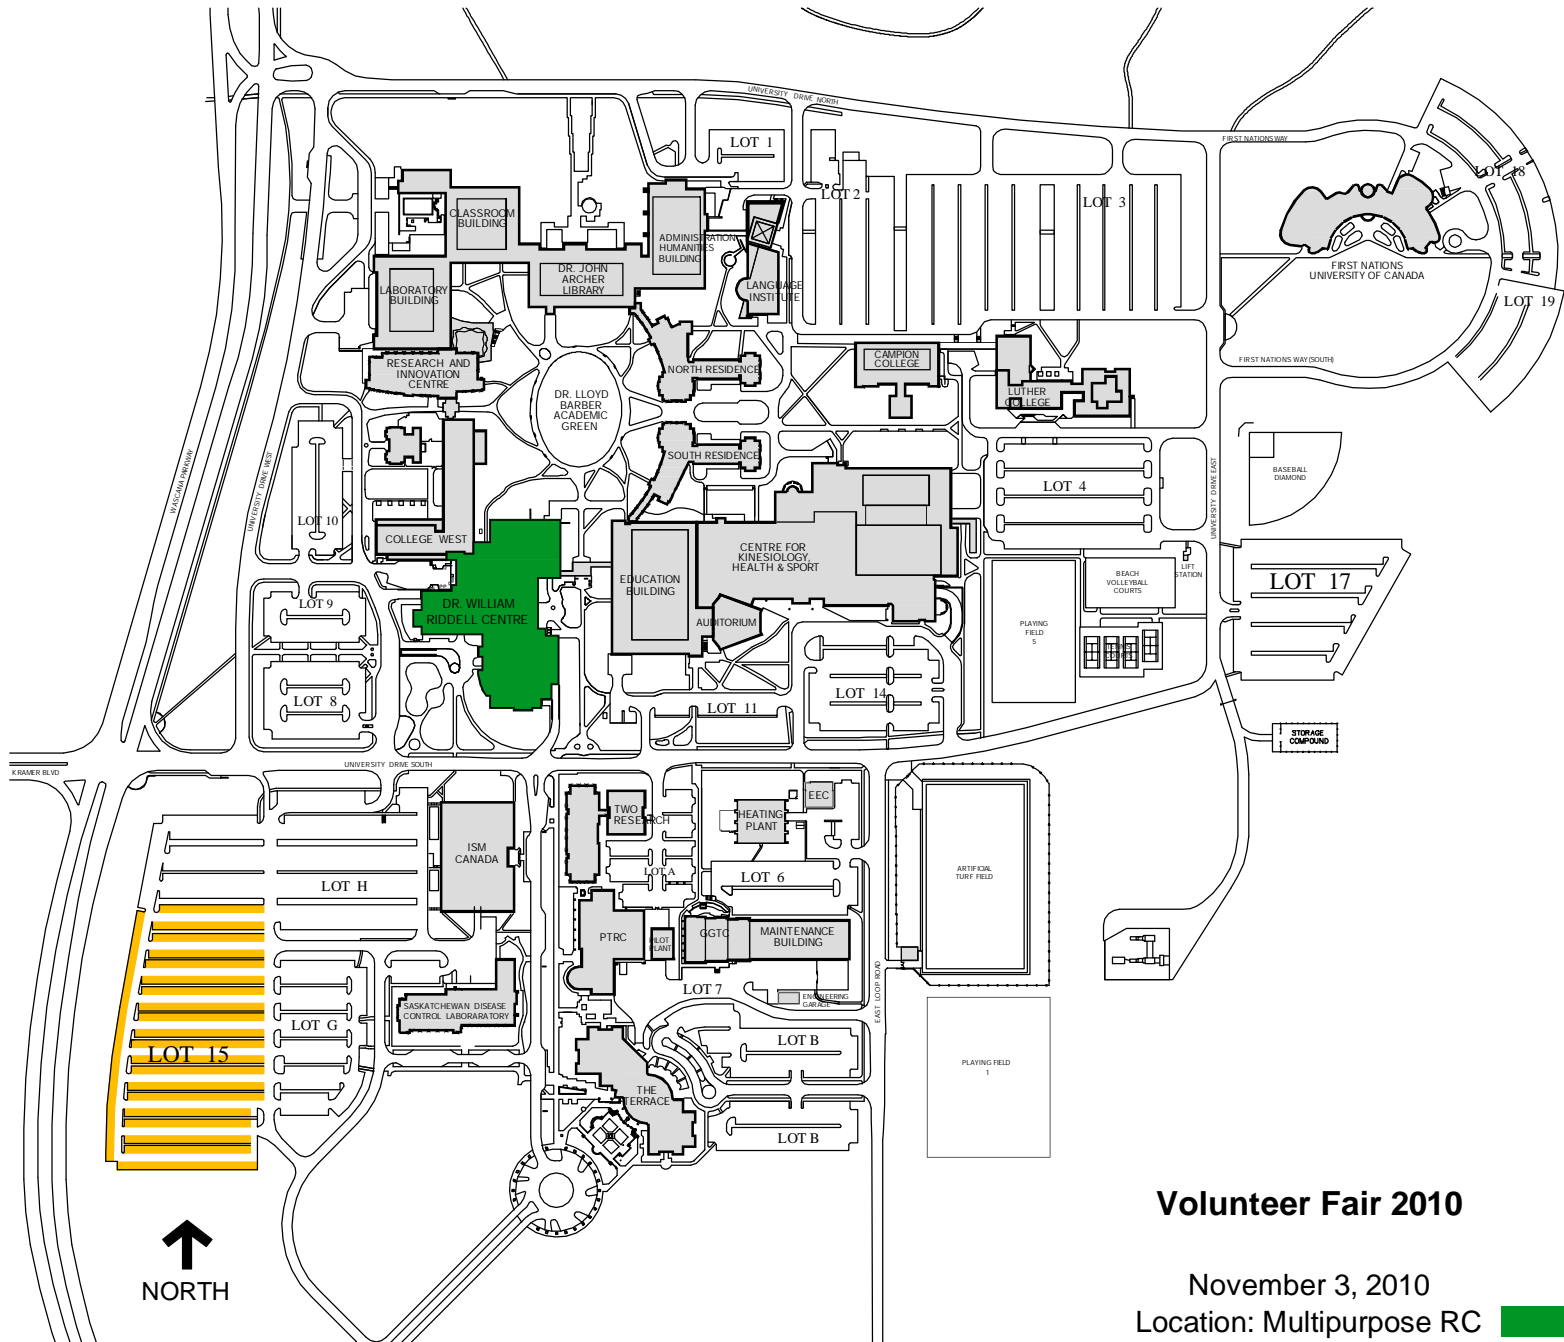 UNIVERSITY DRIVE NORTH
FIRST NATIONS WAY
LOT 1
LOT 2
LOT 3
LOT 18
CLASSROOM
BUILDING
ADMINISTRATION
HUMANITIES
BUILDING
DR. JOHN
ARCHER
LIBRARY
LABORATORY
BUILDING
LANGUAGE
INSTITUTE
FIRST NATIONS
UNIVERSITY OF CANADA
LOT 19
FIRST NATIONS WAY (SOUTH)
RESEARCH AND
INNOVATION
CENTRE
NORTH RESIDENCE
CAMPION
COLLEGE
LUTHER
COLLEGE
DR. LLOYD
BARBER
ACADEMIC
GREEN
SOUTH RESIDENCE
WASCANA PARKWAY
UNIVERSITY DRIVE WEST
UNIVERSITY DRIVE EAST
BASEBALL
DIAMOND
LOT 4
LOT 10
COLLEGE WEST
CENTRE FOR
KINESIOLOGY,
HEALTH & SPORT
EDUCATION
BUILDING
LIFT
STATION
BEACH
VOLLEYBALL
COURTS
LOT 17
LOT 9
DR. WILLIAM
RIDDELL CENTRE
AUDITORIUM
PLAYING
FIELD
5
TENNIS
COURTS
LOT 8
LOT 11
LOT 14
STORAGE
COMPOUND
KRAMER BLVD
UNIVERSITY DRIVE SOUTH
TWO
RESEARCH
HEATING
PLANT
EEC
ISM
CANADA
LOT H
LOT A
LOT 6
ARTIFICIAL
TURF FIELD
PTRC
PILOT
PLANT
GGTC
MAINTENANCE
BUILDING
EAST LOOP ROAD
LOT 7
ENGINEERING
GARAGE
SASKATCHEWAN DISEASE
CONTROL LABORARATORY
LOT G
LOT 15
LOT B
PLAYING FIELD
1
THE
TERRACE
LOT B
NORTH
Volunteer Fair 2010
November 3, 2010
Location: Multipurpose RC